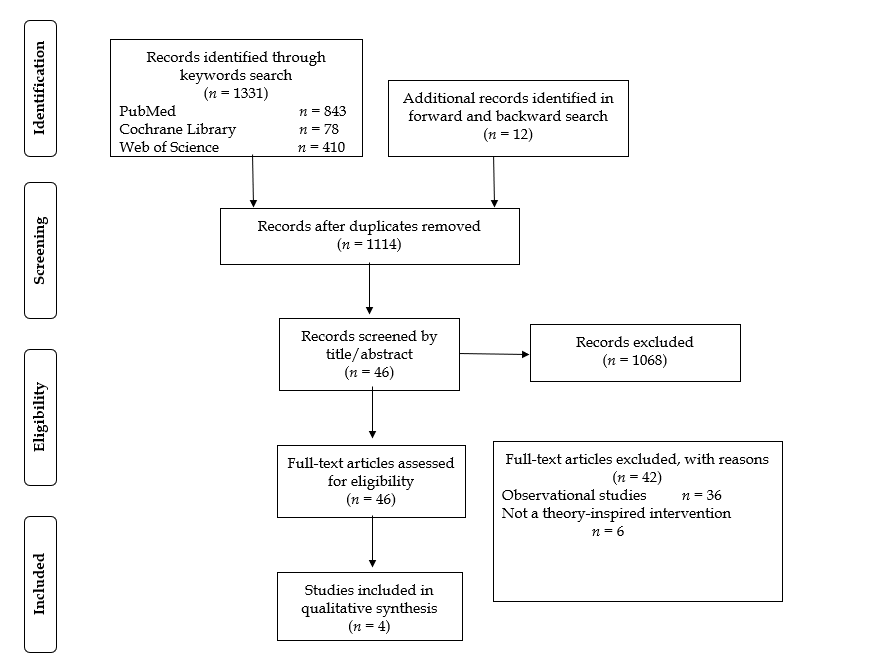 Identification
Records identified through
keywords search
(n = 1331)
PubMed n = 843
Cochrane Library n = 78
Web of Science n = 410
Additional records identified in
forward and backward search
(n = 12)
Screening
Records after duplicates removed
(n = 1114)
Records screened by
title/abstract
(n = 46)
Records excluded
(n = 1068)
Eligibility
Full-text articles assessed
for eligibility
(n = 46)
Full-text articles excluded, with reasons
(n = 42)
Observational studies n = 36
Not a theory-inspired intervention
n = 6
Included
Studies included in
qualitative synthesis
(n = 4)